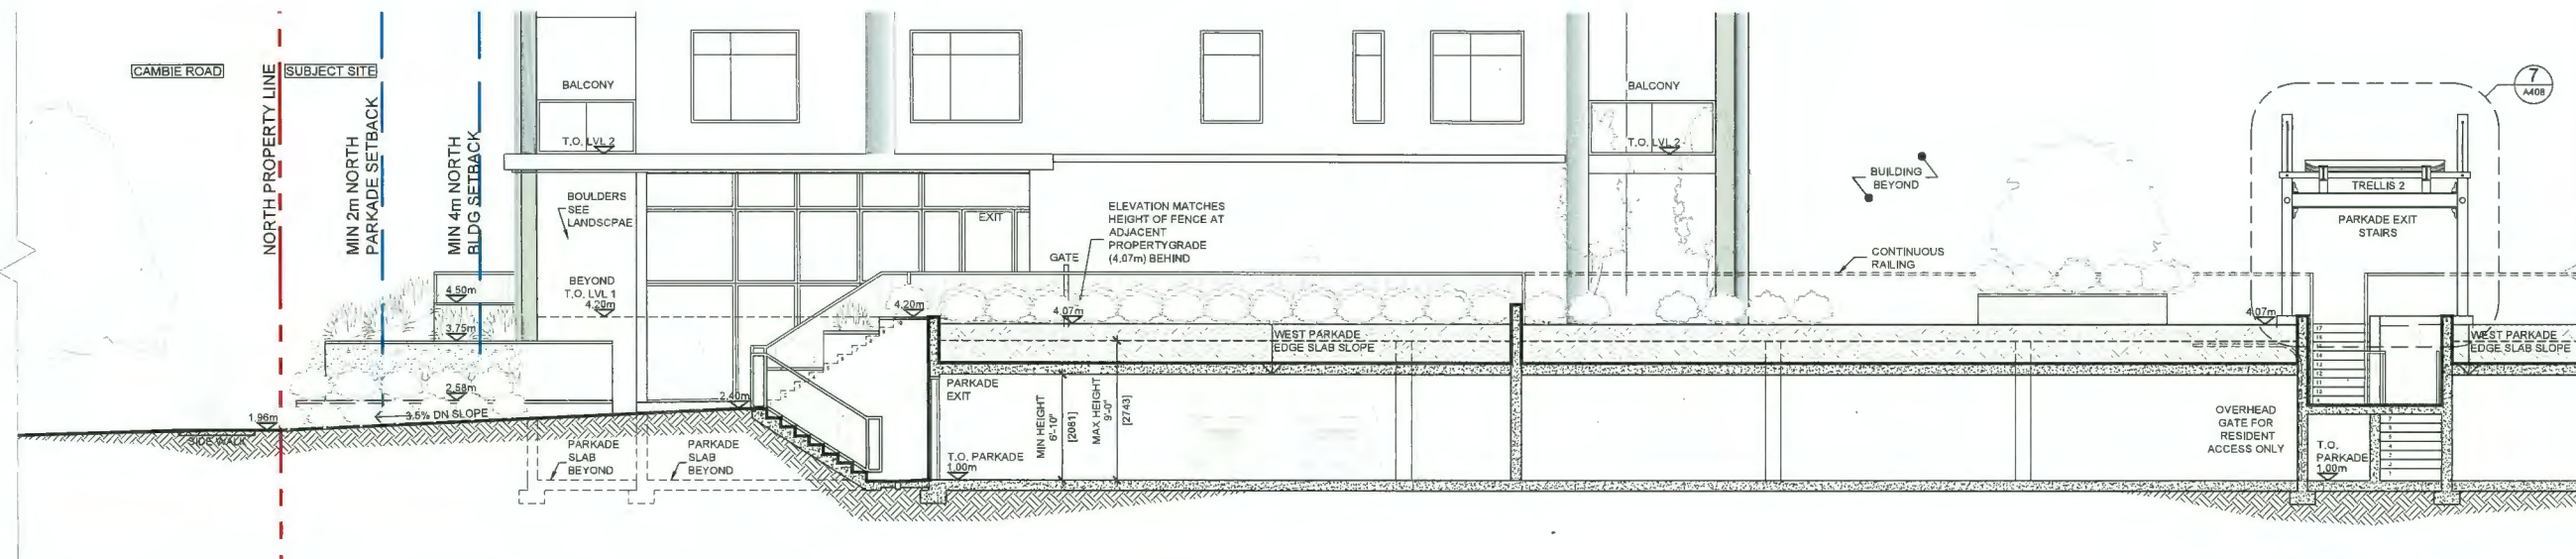 CAMBIE ROAD
NORTH PROPERTY LINE
SUBJECT SITE
MIN 2m NORTH
PARKADE SETBACK
MIN 4m NORTH
BLDG SETBACK
BALCONY
T.O. LVL 2
BOULDERS
SEE
LANDSCPAE
BEYOND
T.O. LVL 1
4.20m
EXIT
GATE
ELEVATION MATCHES
HEIGHT OF FENCE AT
ADJACENT
PROPERTYGRADE
(4.07m) BEHIND
BALCONY
T.O. LVL 2
BUILDING
BEYOND
CONTINUOUS
RAILING
7
A408
TRELLIS 2
PARKADE EXIT
STAIRS
4.50m
3.75m
2.58m
1.96m
SIDE WALK
3.5% DN SLOPE
2.40m
4.20m
4.07m
4.07m
WEST PARKADE
EDGE SLAB SLOPE
WEST PARKADE
EDGE SLAB SLOPE
PARKADE
SLAB
BEYOND
PARKADE
SLAB
BEYOND
PARKADE
EXIT
T.O. PARKADE
1.00m
MIN HEIGHT
6'-10"
[2081]
MAX HEIGHT
9'-0"
[2743]
OVERHEAD
GATE FOR
RESIDENT
ACCESS ONLY
T.O.
PARKADE
1.00m